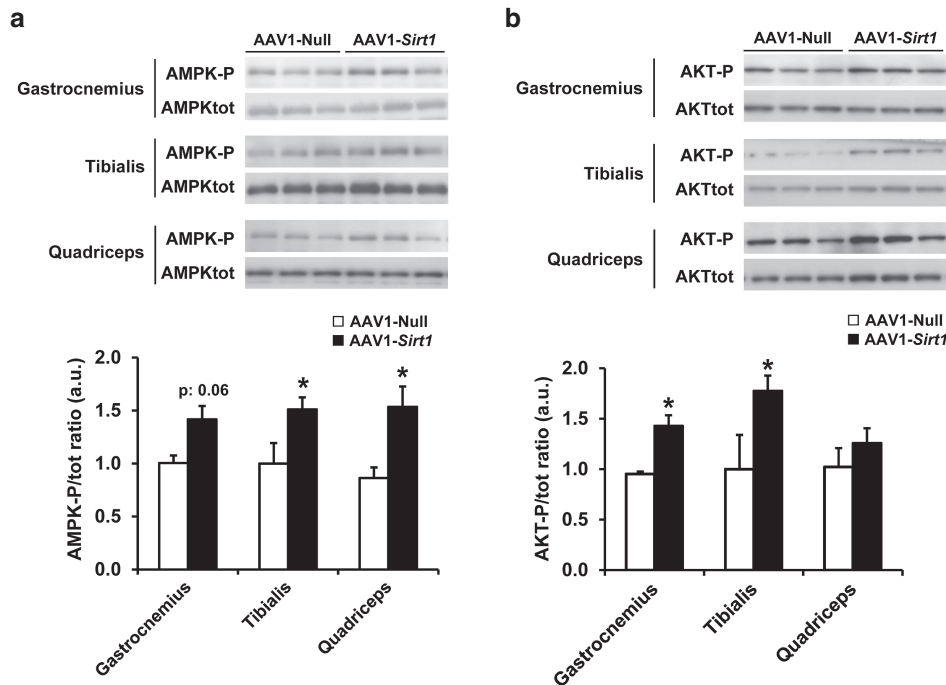 a
AAV1-Null AAV1-Sirt1
Gastrocnemius
AMPK-P
AMPKtot
Tibialis
AMPK-P
AMPKtot
Quadriceps
AMPK-P
AMPKtot
AAV1-Null
AAV1-Sirt1
AMPK-P/tot ratio (a.u.)
2.0
1.5
1.0
0.5
0.0
p: 0.06
*
*
Gastrocnemius
Tibialis
Quadriceps
b
AAV1-Null AAV1-Sirt1
Gastrocnemius
AKT-P
AKTtot
Tibialis
AKT-P
AKTtot
Quadriceps
AKT-P
AKTtot
AAV1-Null
AAV1-Sirt1
AKT-P/tot ratio (a.u.)
2.0
1.5
1.0
0.5
0.0
*
*
Gastrocnemius
Tibialis
Quadriceps